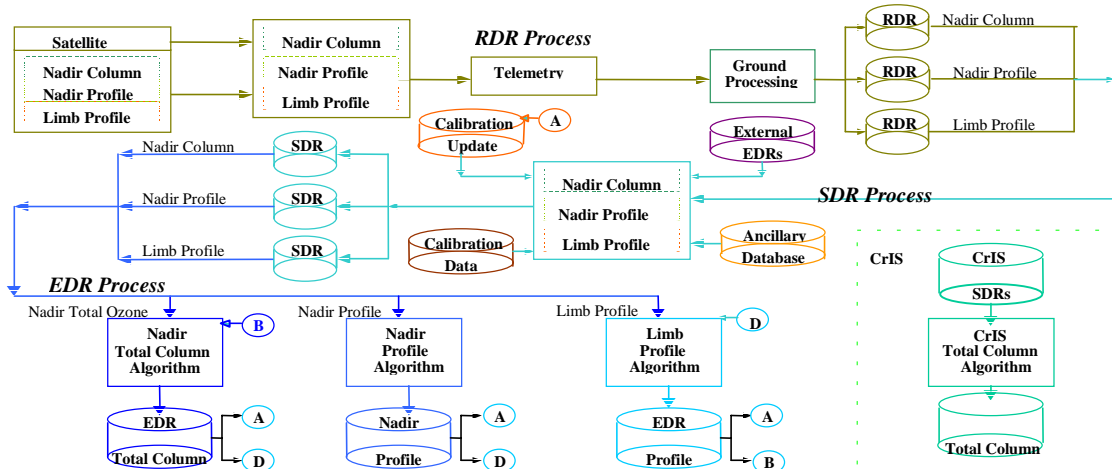 RDR Process
Satellite
Nadir Column
Nadir Profile
Limb Profile
Nadir Column
Nadir Profile
Limb Profile
Telemetry
Ground
Processing
RDR
RDR
RDR
Nadir Column
Nadir Profile
Limb Profile
Calibration
Update
A
External
EDRs
Nadir Column
Nadir Profile
Limb Profile
SDR
SDR
SDR
Nadir Column
Nadir Profile
Limb Profile
SDR Process
Calibration
Data
Ancillary
Database
CrIS
CrIS
SDRs
CrIS
Total Column
Algorithm
Total Column
EDR Process
Nadir Total Ozone
Nadir Profile
Limb Profile
Nadir
Total Column
Algorithm
B
Nadir
Profile
Algorithm
Limb
Profile
Algorithm
D
EDR
Total Column
A
D
Nadir
Profile
A
D
EDR
Profile
A
B